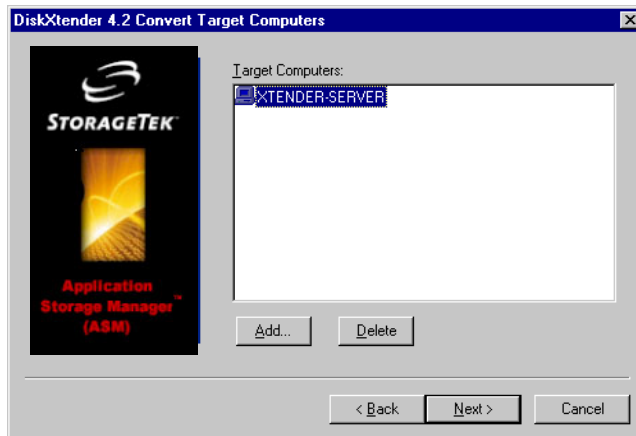 DiskXtender 4.2 Convert Target Computers
STORAGETEK
Application
Storage Manager™
(ASM)
Target Computers:
XTENDER-SERVER
Add...
Delete
< Back
Next >
Cancel